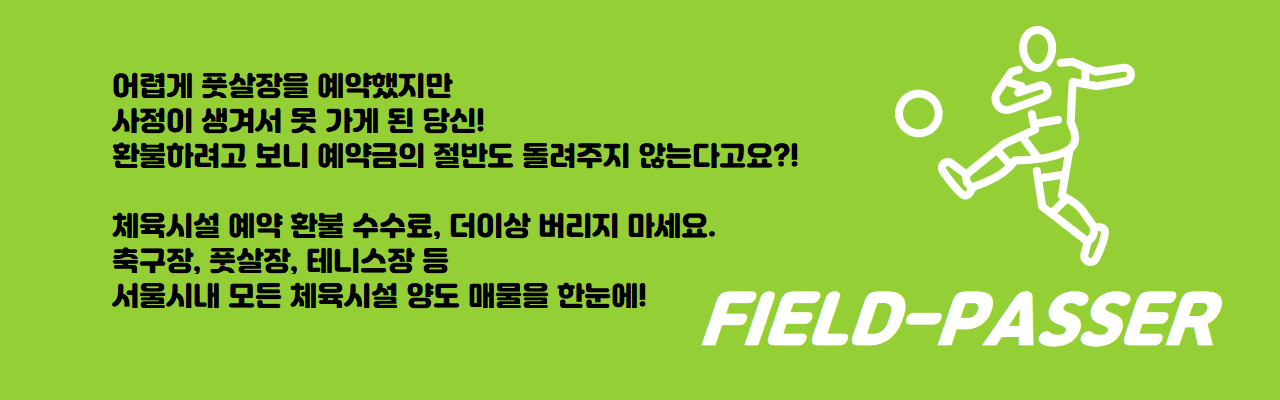 어렵게 풋살장을 예약했지만
사정이 생겨서 못 가게 된 당신!
환불하려고 보니 예약금의 절반도 돌려주지 않는다고요?!
체육시설 예약 환불 수수료, 더이상 버리지 마세요.
축구장, 풋살장, 테니스장 등
서울시내 모든 체육시설 양도 매물을 한눈에!
FIELD-PASSER